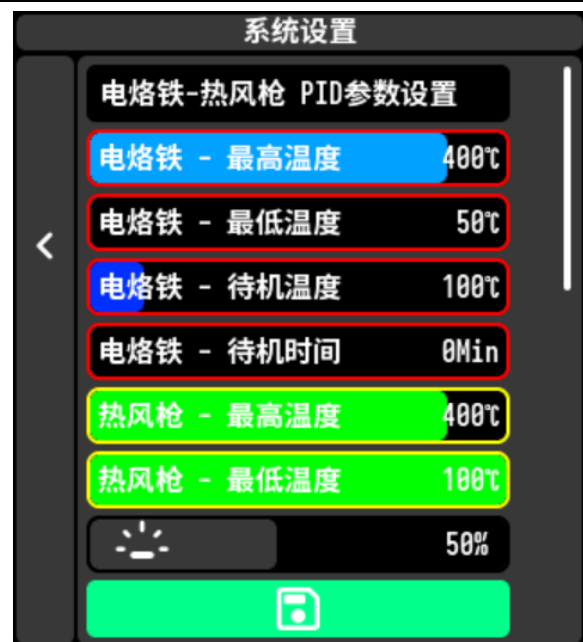 系统设置
电烙铁-热风枪 PID参数设置
电烙铁 - 最高温度 400℃
电烙铁 - 最低温度 50℃
电烙铁 - 待机温度 100℃
电烙铁 - 待机时间 0Min
热风枪 - 最高温度 400℃
热风枪 - 最低温度 100℃
50%